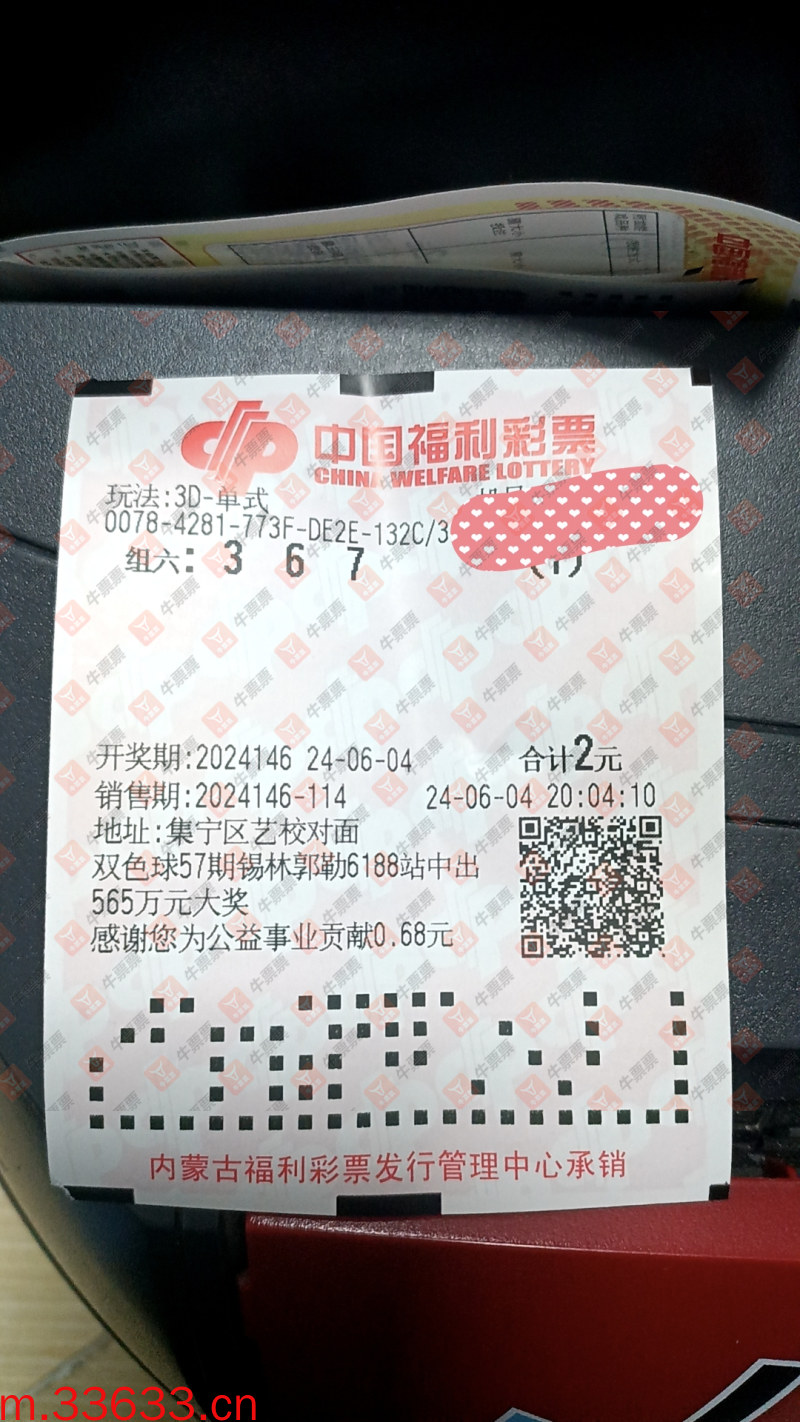 中国福利彩票
CHINA WELFARE LOTTERY
玩法:3D-单式
0078-4281-773F-DE2E-132C/3
组六: 3 6 7 (1)
开奖期:2024146 24-06-04 合计2元
销售期:2024146-114 24-06-04 20:04:10
地址:集宁区艺校对面
双色球57期锡林郭勒6188站中出
565万元大奖
感谢您为公益事业贡献0.68元
内蒙古福利彩票发行管理中心承销
牛票票
m.33633.cn